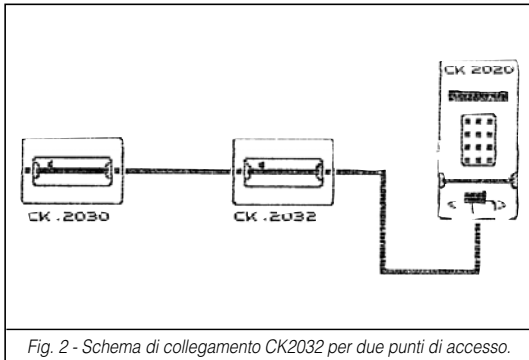 CK 2020
CK .2030
CK .2032
Fig. 2 - Schema di collegamento CK2032 per due punti di accesso.